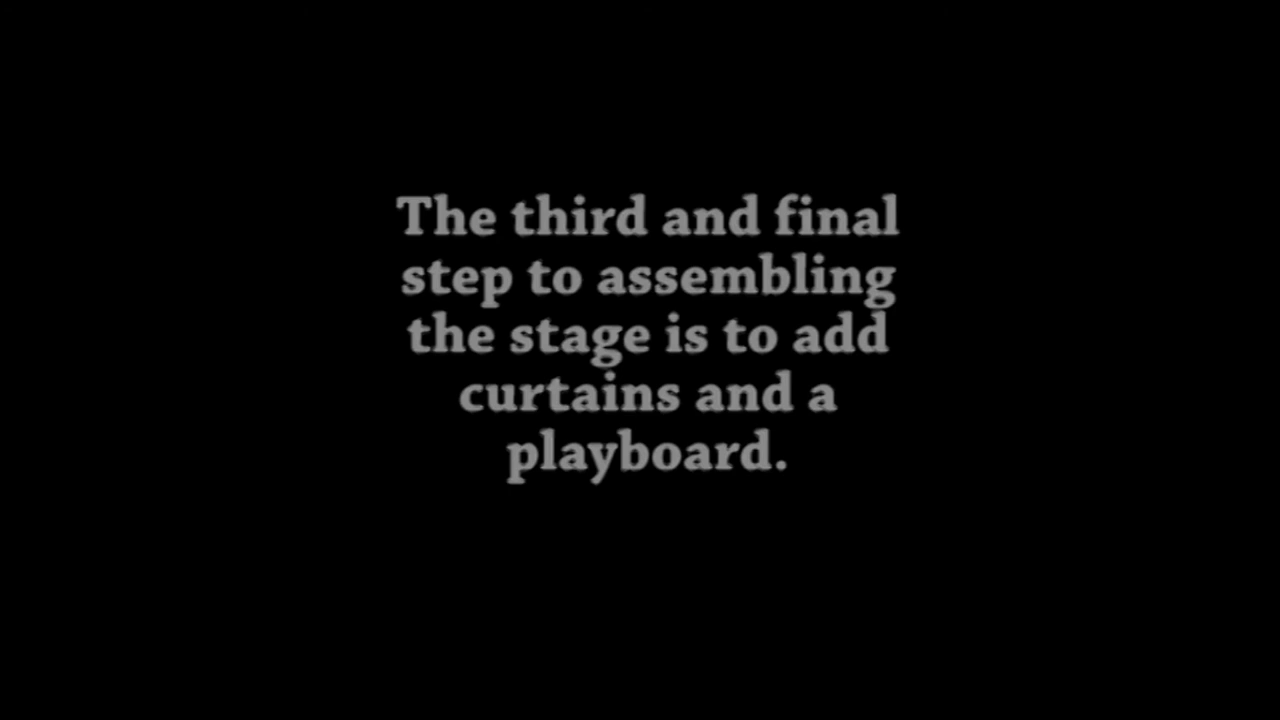 The third and final
step to assembling
the stage is to add
curtains and a
playboard.